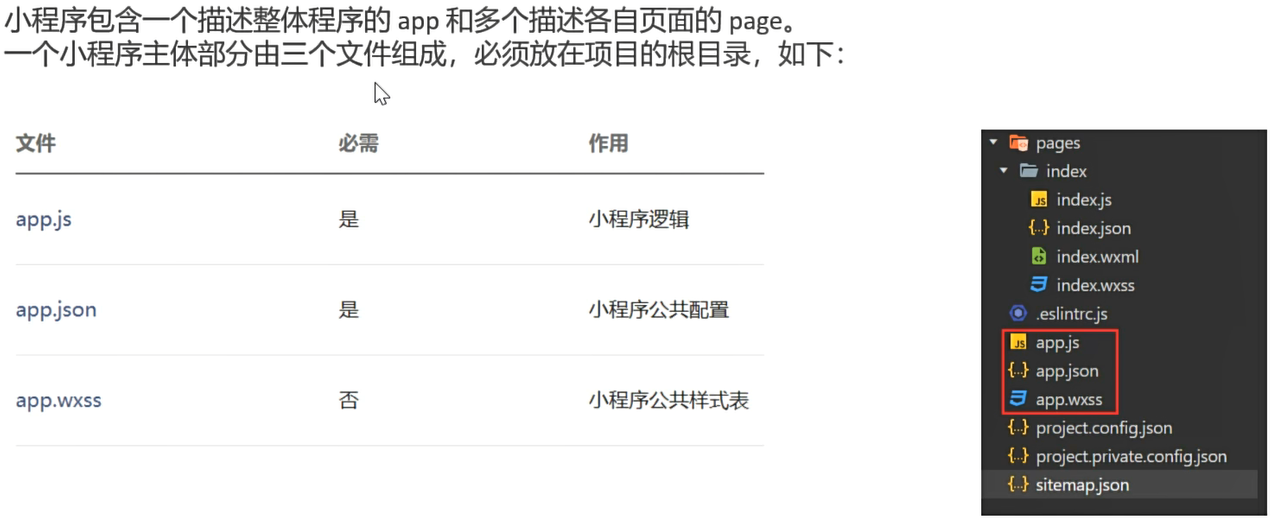 小程序包含一个描述整体程序的 app 和多个描述各自页面的 page。
一个小程序主体部分由三个文件组成，必须放在项目的根目录，如下：
文件 必需 作用
app.js 是 小程序逻辑
app.json 是 小程序公共配置
app.wxss 否 小程序公共样式表
pages
index
JS index.js
{..} index.json
index.wxml
index.wxss
.eslintrc.js
JS app.js
{..} app.json
app.wxss
{..} project.config.json
{..} project.private.config.json
{..} sitemap.json